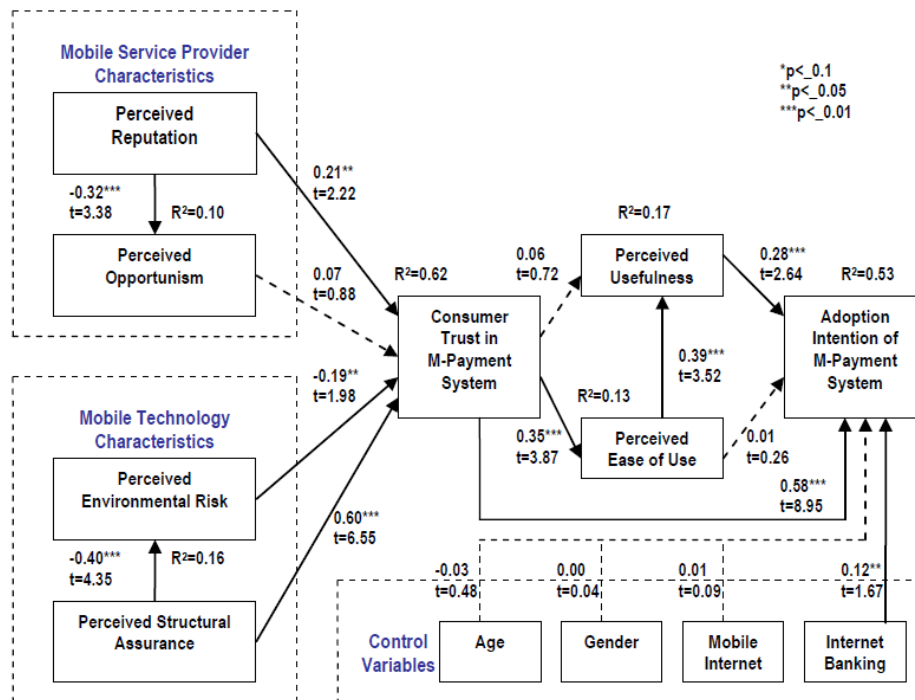 Mobile Service Provider
Characteristics
Perceived
Reputation
-0.32***
t=3.38
R²=0.10
Perceived
Opportunism
0.21**
t=2.22
0.07
t=0.88
*p<_0.1
**p<_0.05
***p<_0.01
R²=0.62
Consumer
Trust in
M-Payment
System
0.06
t=0.72
R²=0.17
Perceived
Usefulness
0.28***
t=2.64
R²=0.53
Adoption
Intention of
M-Payment
System
0.39***
t=3.52
R²=0.13
0.35***
t=3.87
Perceived
Ease of Use
0.01
t=0.26
0.58***
t=8.95
Mobile Technology
Characteristics
-0.19**
t=1.98
Perceived
Environmental Risk
0.60***
t=6.55
-0.40***
t=4.35
R²=0.16
Perceived Structural
Assurance
-0.03
t=0.48
0.00
t=0.04
0.01
t=0.09
0.12**
t=1.67
Control
Variables
Age
Gender
Mobile
Internet
Internet
Banking